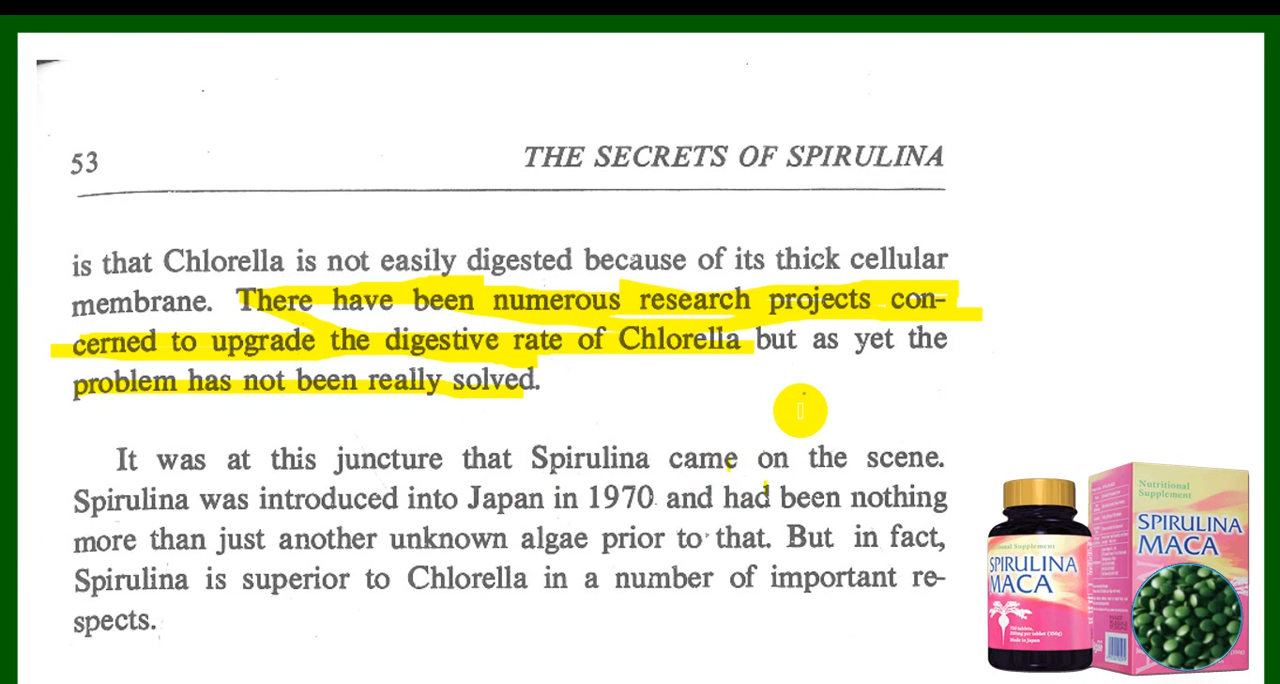 53
THE SECRETS OF SPIRULINA
is that Chlorella is not easily digested because of its thick cellular
membrane. There have been numerous research projects con-
cerned to upgrade the digestive rate of Chlorella but as yet the
problem has not been really solved.
It was at this juncture that Spirulina came on the scene.
Spirulina was introduced into Japan in 1970 and had been nothing
more than just another unknown algae prior to that. But in fact,
Spirulina is superior to Chlorella in a number of important re-
spects.
Nutritional
Supplement
SPIRULINA
MACA
Nutritional Supplement
SPIRULINA
MACA
Made in Japan